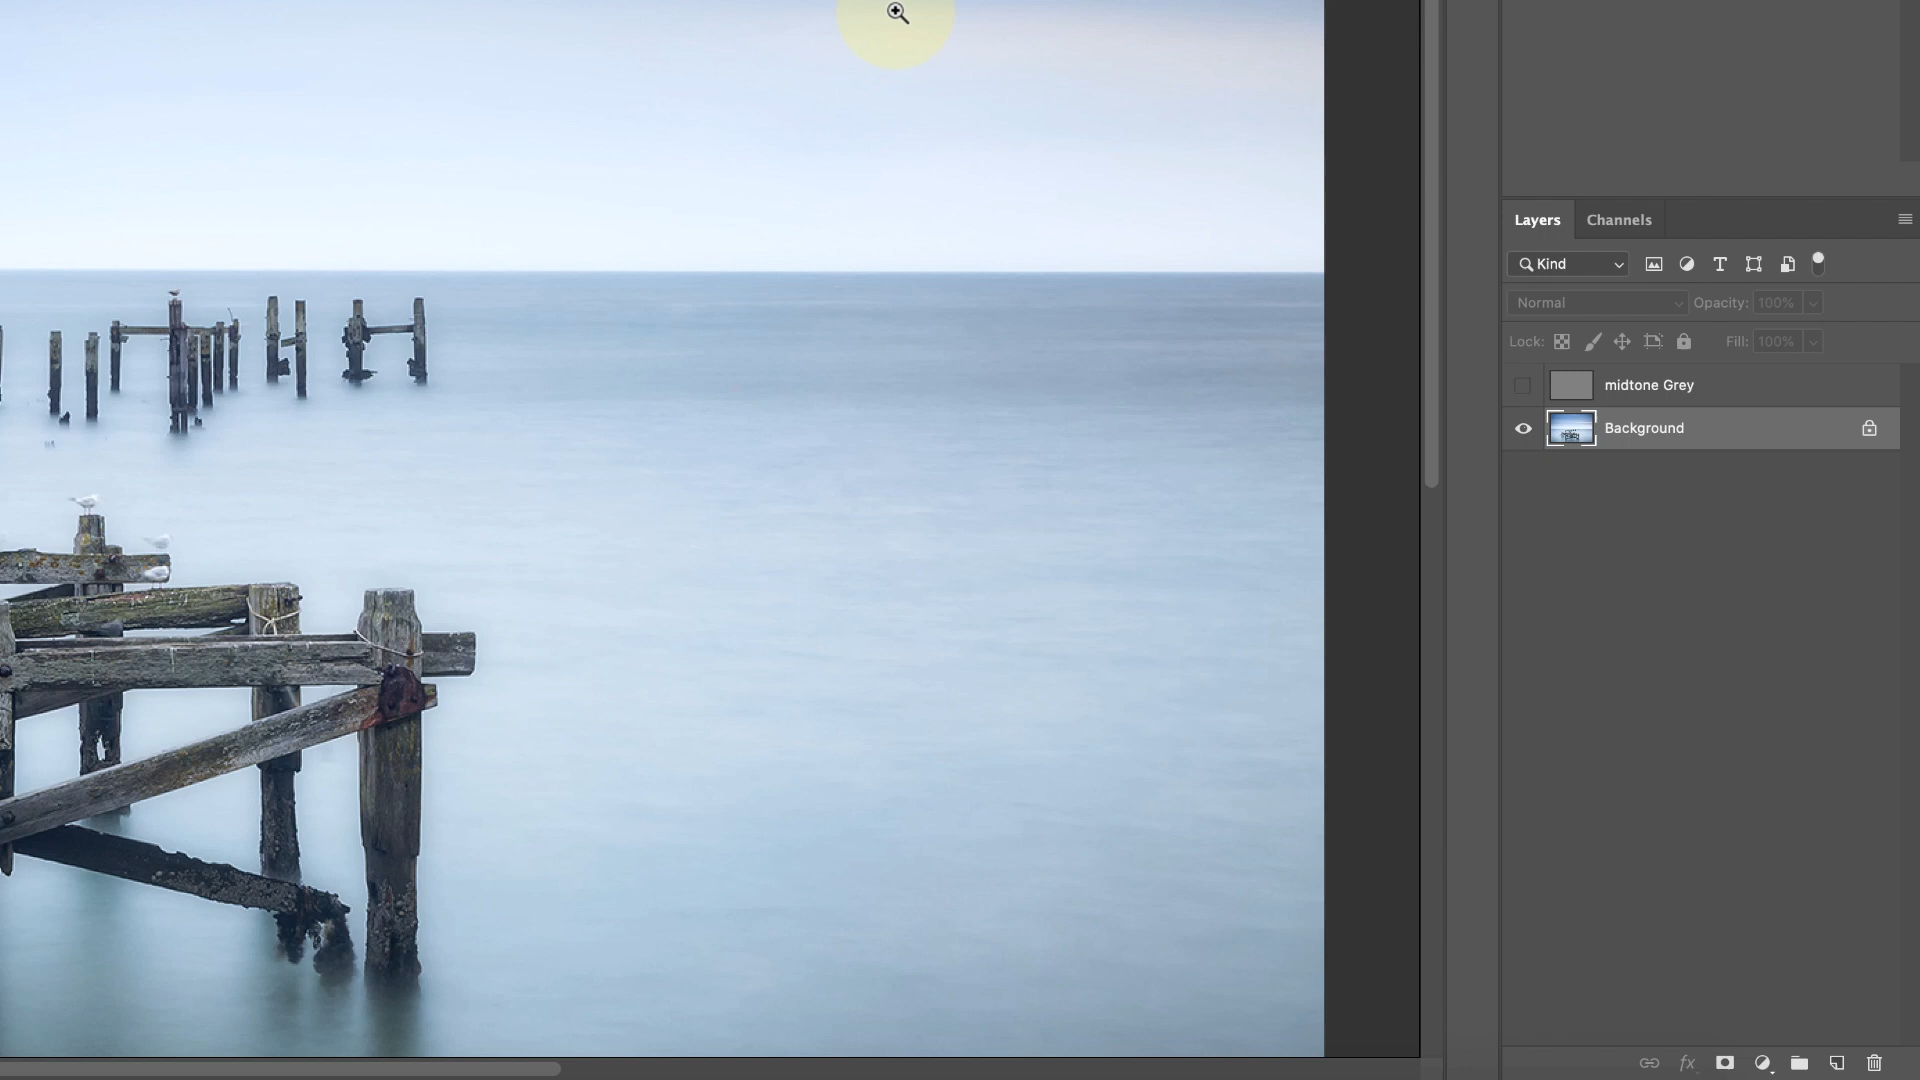 Layers Channels
Kind
Normal Opacity: 100%
Lock: Fill: 100%
midtone Grey
Background
fx